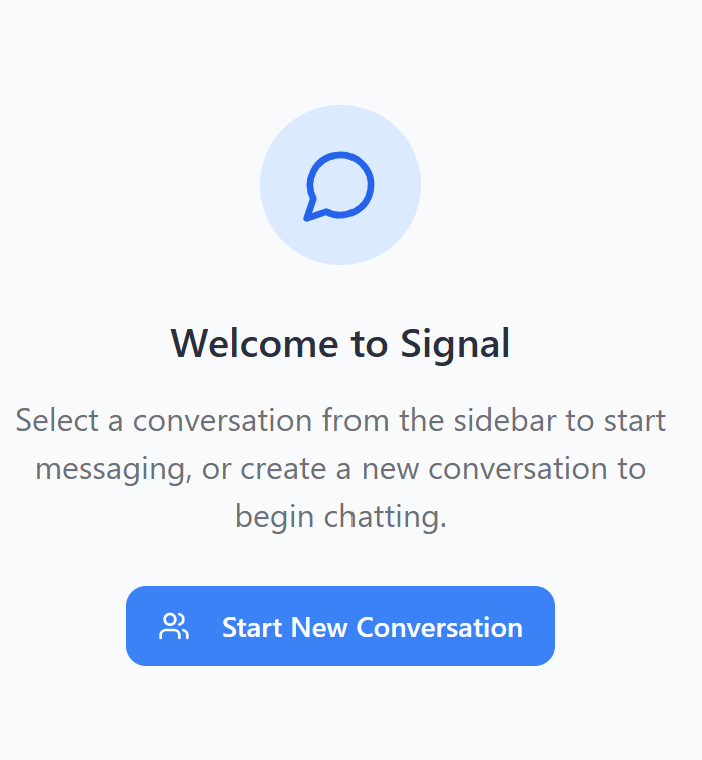 Welcome to Signal
Select a conversation from the sidebar to start
messaging, or create a new conversation to
begin chatting.
Start New Conversation